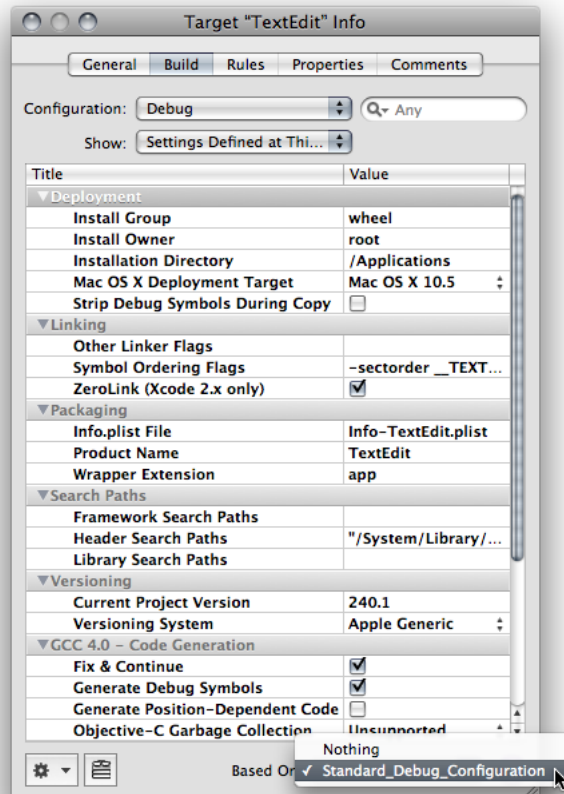 Target “TextEdit” Info
General Build Rules Properties Comments
Configuration: Debug Any
Show: Settings Defined at Thi...
Title Value
Deployment
Install Group wheel
Install Owner root
Installation Directory /Applications
Mac OS X Deployment Target Mac OS X 10.5
Strip Debug Symbols During Copy
Linking
Other Linker Flags
Symbol Ordering Flags -sectorder __TEXT...
ZeroLink (Xcode 2.x only)
Packaging
Info.plist File Info-TextEdit.plist
Product Name TextEdit
Wrapper Extension app
Search Paths
Framework Search Paths
Header Search Paths "/System/Library/...
Library Search Paths
Versioning
Current Project Version 240.1
Versioning System Apple Generic
GCC 4.0 - Code Generation
Fix & Continue
Generate Debug Symbols
Generate Position-Dependent Code
Objective-C Garbage Collection Unsupported
Nothing
Based On ✓ Standard_Debug_Configuration